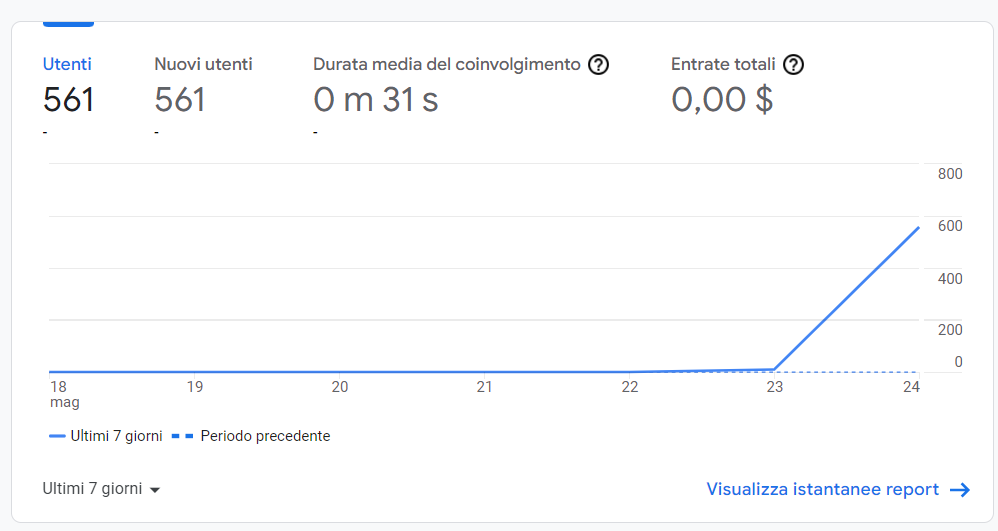 Utenti Nuovi utenti Durata media del coinvolgimento ? Entrate totali ?
561 561 0 m 31 s 0,00 $
- - -
800
600
400
200
0
18 19 20 21 22 23 24
mag
Ultimi 7 giorni Periodo precedente
Ultimi 7 giorni Visualizza istantanee report →